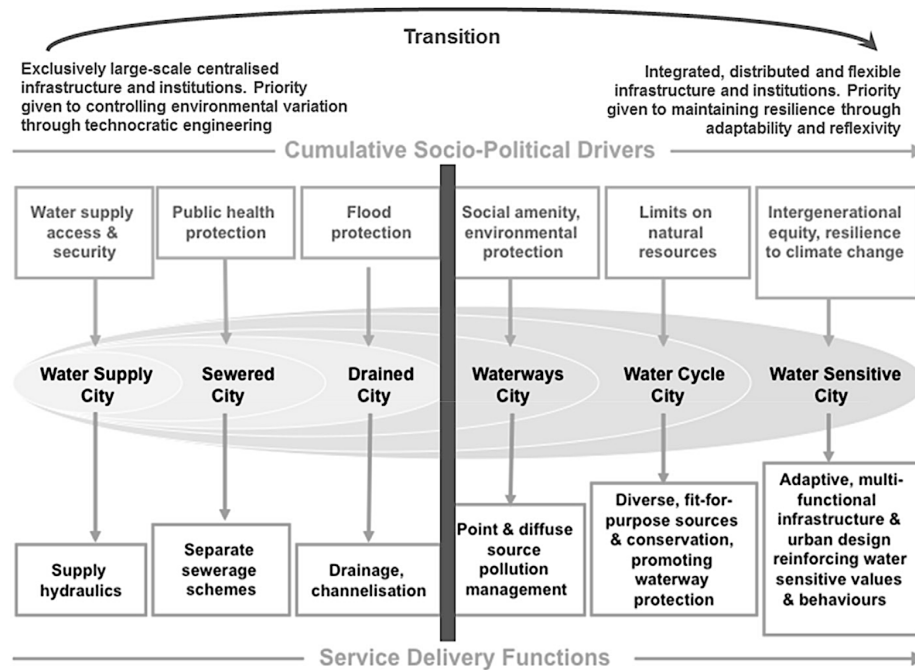 Transition
Exclusively large-scale centralised
infrastructure and institutions. Priority
given to controlling environmental variation
through technocratic engineering
Integrated, distributed and flexible
infrastructure and institutions. Priority
given to maintaining resilience through
adaptability and reflexivity
Cumulative Socio-Political Drivers
Water supply
access &
security
Public health
protection
Flood
protection
Social amenity,
environmental
protection
Limits on
natural
resources
Intergenerational
equity, resilience
to climate change
Water Supply
City
Sewered
City
Drained
City
Waterways
City
Water Cycle
City
Water Sensitive
City
Supply
hydraulics
Separate
sewerage
schemes
Drainage,
channelisation
Point & diffuse
source
pollution
management
Diverse, fit-for-
purpose sources
& conservation,
promoting
waterway
protection
Adaptive, multi-
functional
infrastructure &
urban design
reinforcing water
sensitive values
& behaviours
Service Delivery Functions